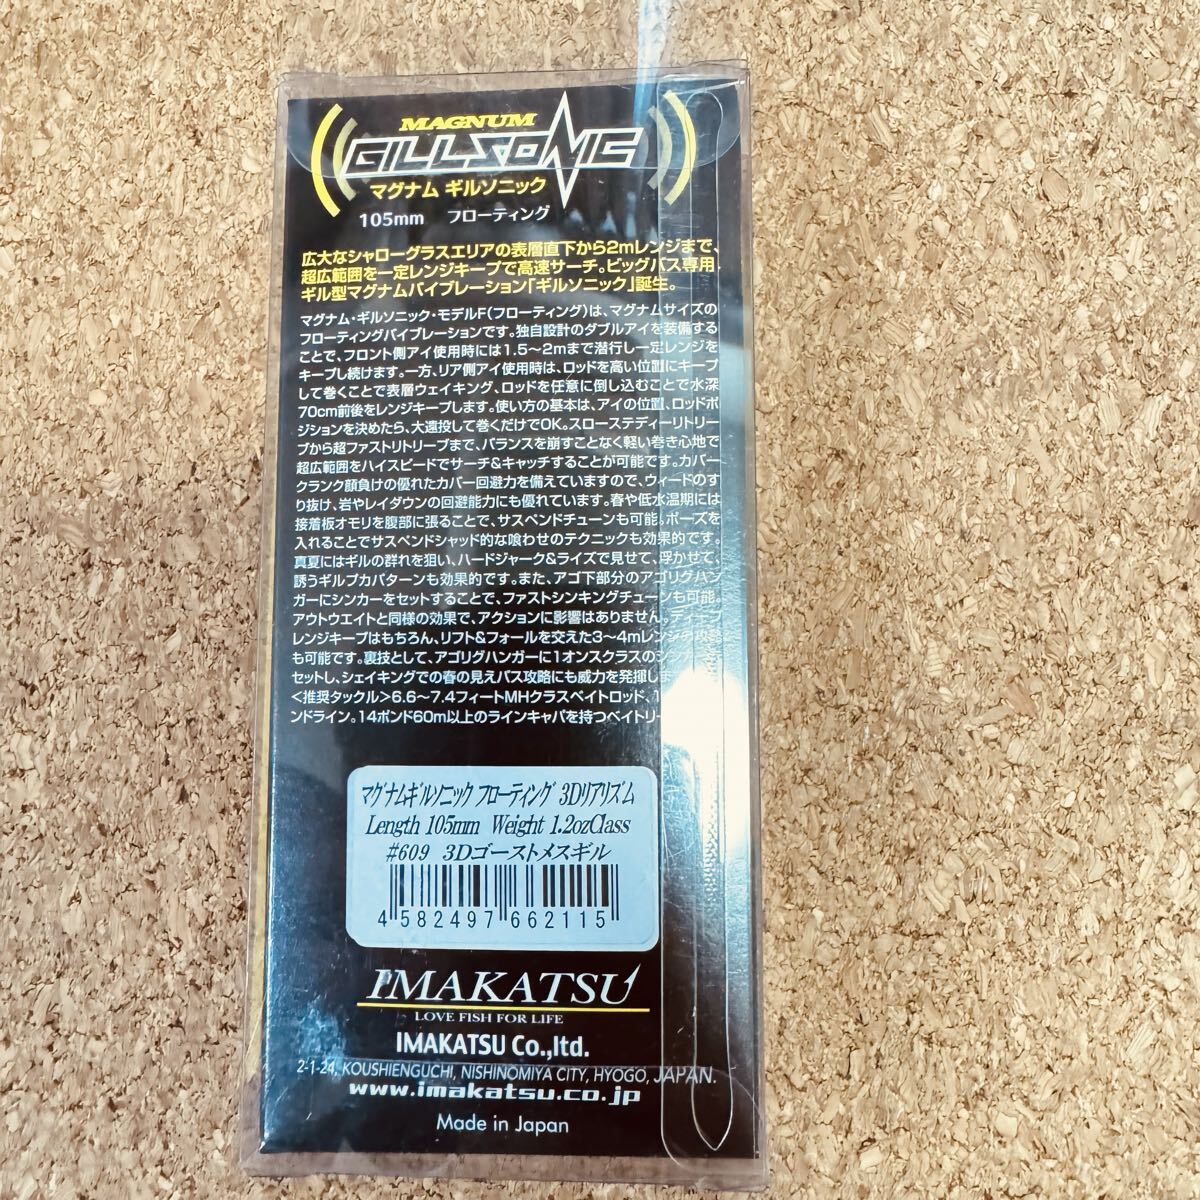 MAGNUM
GILLSONIC
マグナム ギルソニック
105mm フローティング
広大なシャローグラスエリアの表層直下から2mレンジまで、
超広範囲を一定レンジキープで高速サーチ。ビッグバス専用
ギル型マグナムバイブレーション「ギルソニック」誕生。
マグナム・ギルソニック・モデルF(フローティング)は、マグナムサイズの
フローティングバイブレーションです。独自設計のダブルアイを装備する
ことで、フロント側アイ使用時には1.5〜2mまで潜行し一定レンジを
キープし続けます。一方、リア側アイ使用時は、ロッドを高い位置にキープ
して巻くことで表層ウェイキング、ロッドを任意に倒し込むことで水深
70cm前後をレンジキープします。使い方の基本は、アイの位置、ロッドポ
ジションを決めたら、大遠投して巻くだけでOK。スローステディーリトリー
ブから超ファストリトリーブまで、バランスを崩すことなく軽い巻き心地で
超広範囲をハイスピードでサーチ&キャッチすることが可能です。カバー
クランク顔負けの優れたカバー回避力を備えていますので、ウィードのす
り抜け、岩やレイダウンの回避能力にも優れています。春や低水温期には
接着板オモリを腹部に張ることで、サスペンドチューンも可能。ポーズを
入れることでサスペンドシャッド的な喰わせのテクニックも効果的です。
真夏にはギルの群れを狙い、ハードジャーク&ライズで見せて、浮かせて、
誘うギルプカパターンも効果的です。また、アゴ下部分のアゴリグハン
ガーにシンカーをセットすることで、ファストシンキングチューンも可能。
アウトウエイトと同様の効果で、アクションに影響はありません。ディープ
レンジキープはもちろん、リフト&フォールを交えた3〜4mレンジの攻略
も可能です。裏技として、アゴリグハンガーに1オンスクラスのシンカーを
セットし、シェイキングでの春の見えバス攻略にも威力を発揮しま
<推奨タックル>6.6〜7.4フィートMHクラスベイトロッド、1
ンドライン。14ポンド60m以上のラインキャパを持つベイトリー
マグナムギルソニック フローティング 3Dリアリズム
Length 105mm Weight 1.2ozClass
#609 3Dゴーストメスギル
4 582497 662115
IMAKATSU
LOVE FISH FOR LIFE
IMAKATSU Co.,ltd.
2-1-24, KOUSHIENGUCHI, NISHINOMIYA CITY, HYOGO, JAPAN.
www.imakatsu.co.jp
Made in Japan